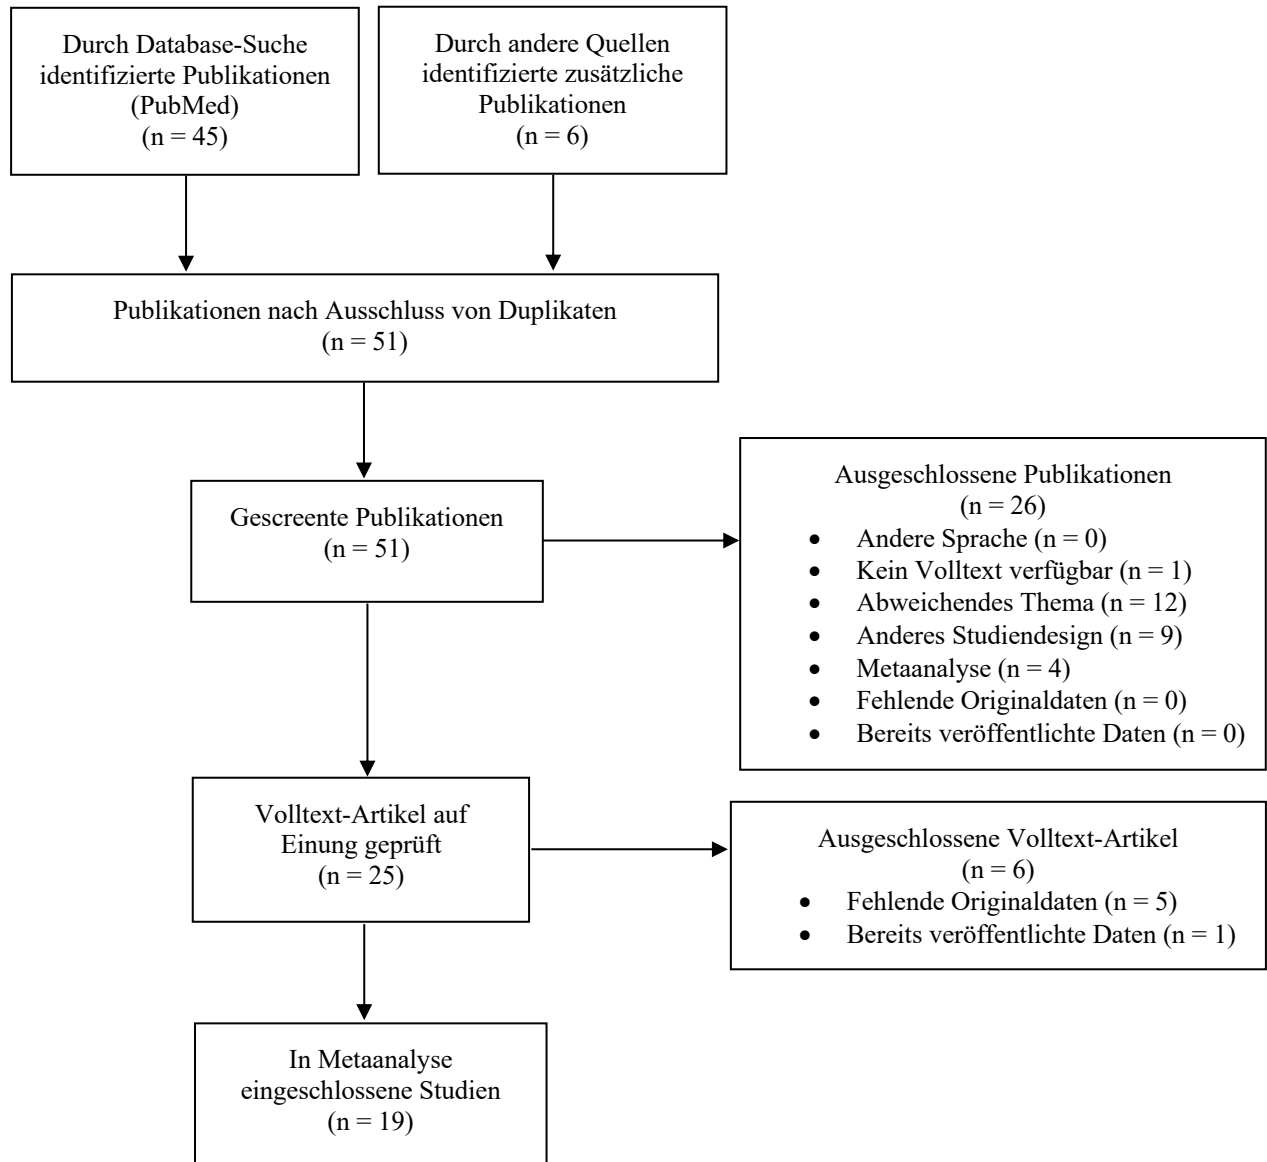 Durch Database-Suche
identifizierte Publikationen
(PubMed)
(n = 45)
Durch andere Quellen
identifizierte zusätzliche
Publikationen
(n = 6)
Publikationen nach Ausschluss von Duplikaten
(n = 51)
Gescreente Publikationen
(n = 51)
Ausgeschlossene Publikationen
(n = 26)
• Andere Sprache (n = 0)
• Kein Volltext verfügbar (n = 1)
• Abweichendes Thema (n = 12)
• Anderes Studiendesign (n = 9)
• Metaanalyse (n = 4)
• Fehlende Originaldaten (n = 0)
• Bereits veröffentlichte Daten (n = 0)
Volltext-Artikel auf
Einung geprüft
(n = 25)
Ausgeschlossene Volltext-Artikel
(n = 6)
• Fehlende Originaldaten (n = 5)
• Bereits veröffentlichte Daten (n = 1)
In Metaanalyse
eingeschlossene Studien
(n = 19)